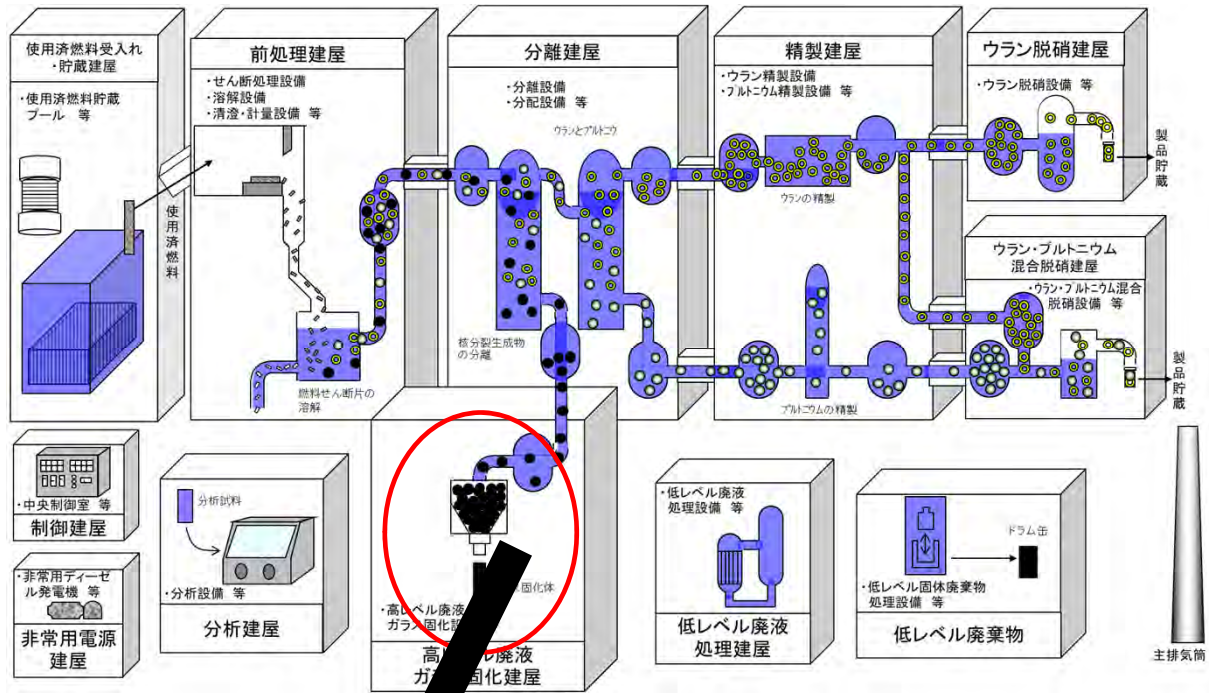 使用済燃料受入れ
・貯蔵建屋
・使用済燃料貯蔵
プール 等
使用済燃料
前処理建屋
・せん断処理設備
・溶解設備
・清澄・計量設備 等
燃料せん断片の
溶解
分離建屋
・分離設備
・分配設備 等
ウランとプルトニウ
核分裂生成物
の分離
精製建屋
・ウラン精製設備
・プルトニウム精製設備 等
ウランの精製
プルトニウムの精製
ウラン脱硝建屋
・ウラン脱硝設備 等
製品貯蔵
ウラン・プルトニウム
混合脱硝建屋
・ウラン・プルトニウム混合
脱硝設備 等
製品貯蔵
・中央制御室 等
制御建屋
・非常用ディーゼ
ル発電機 等
非常用電源
建屋
分析試料
・分析設備 等
分析建屋
固化体
・高レベル廃液
ガラス固化設
高レベル廃液
ガラス固化建屋
・低レベル廃液
処理設備 等
低レベル廃液
処理建屋
ドラム缶
・低レベル固体廃棄物
処理設備 等
低レベル廃棄物
主排気筒